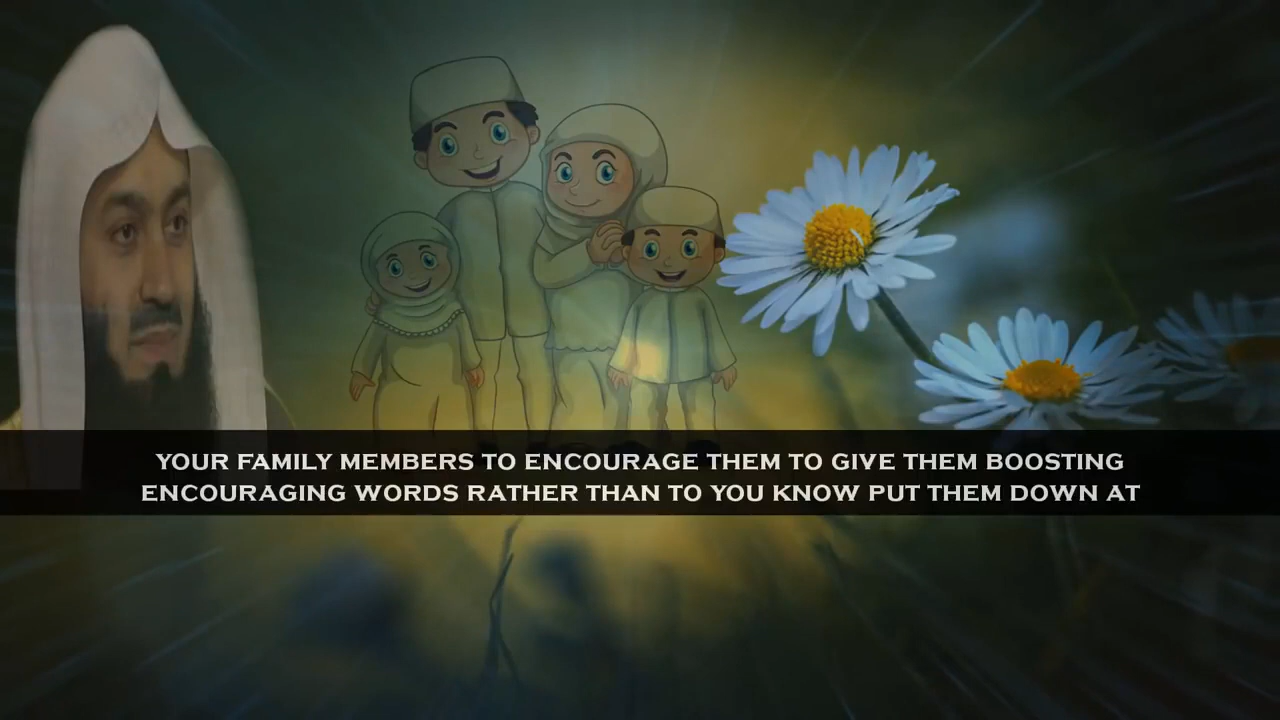 YOUR FAMILY MEMBERS TO ENCOURAGE THEM TO GIVE THEM BOOSTING
ENCOURAGING WORDS RATHER THAN TO YOU KNOW PUT THEM DOWN AT